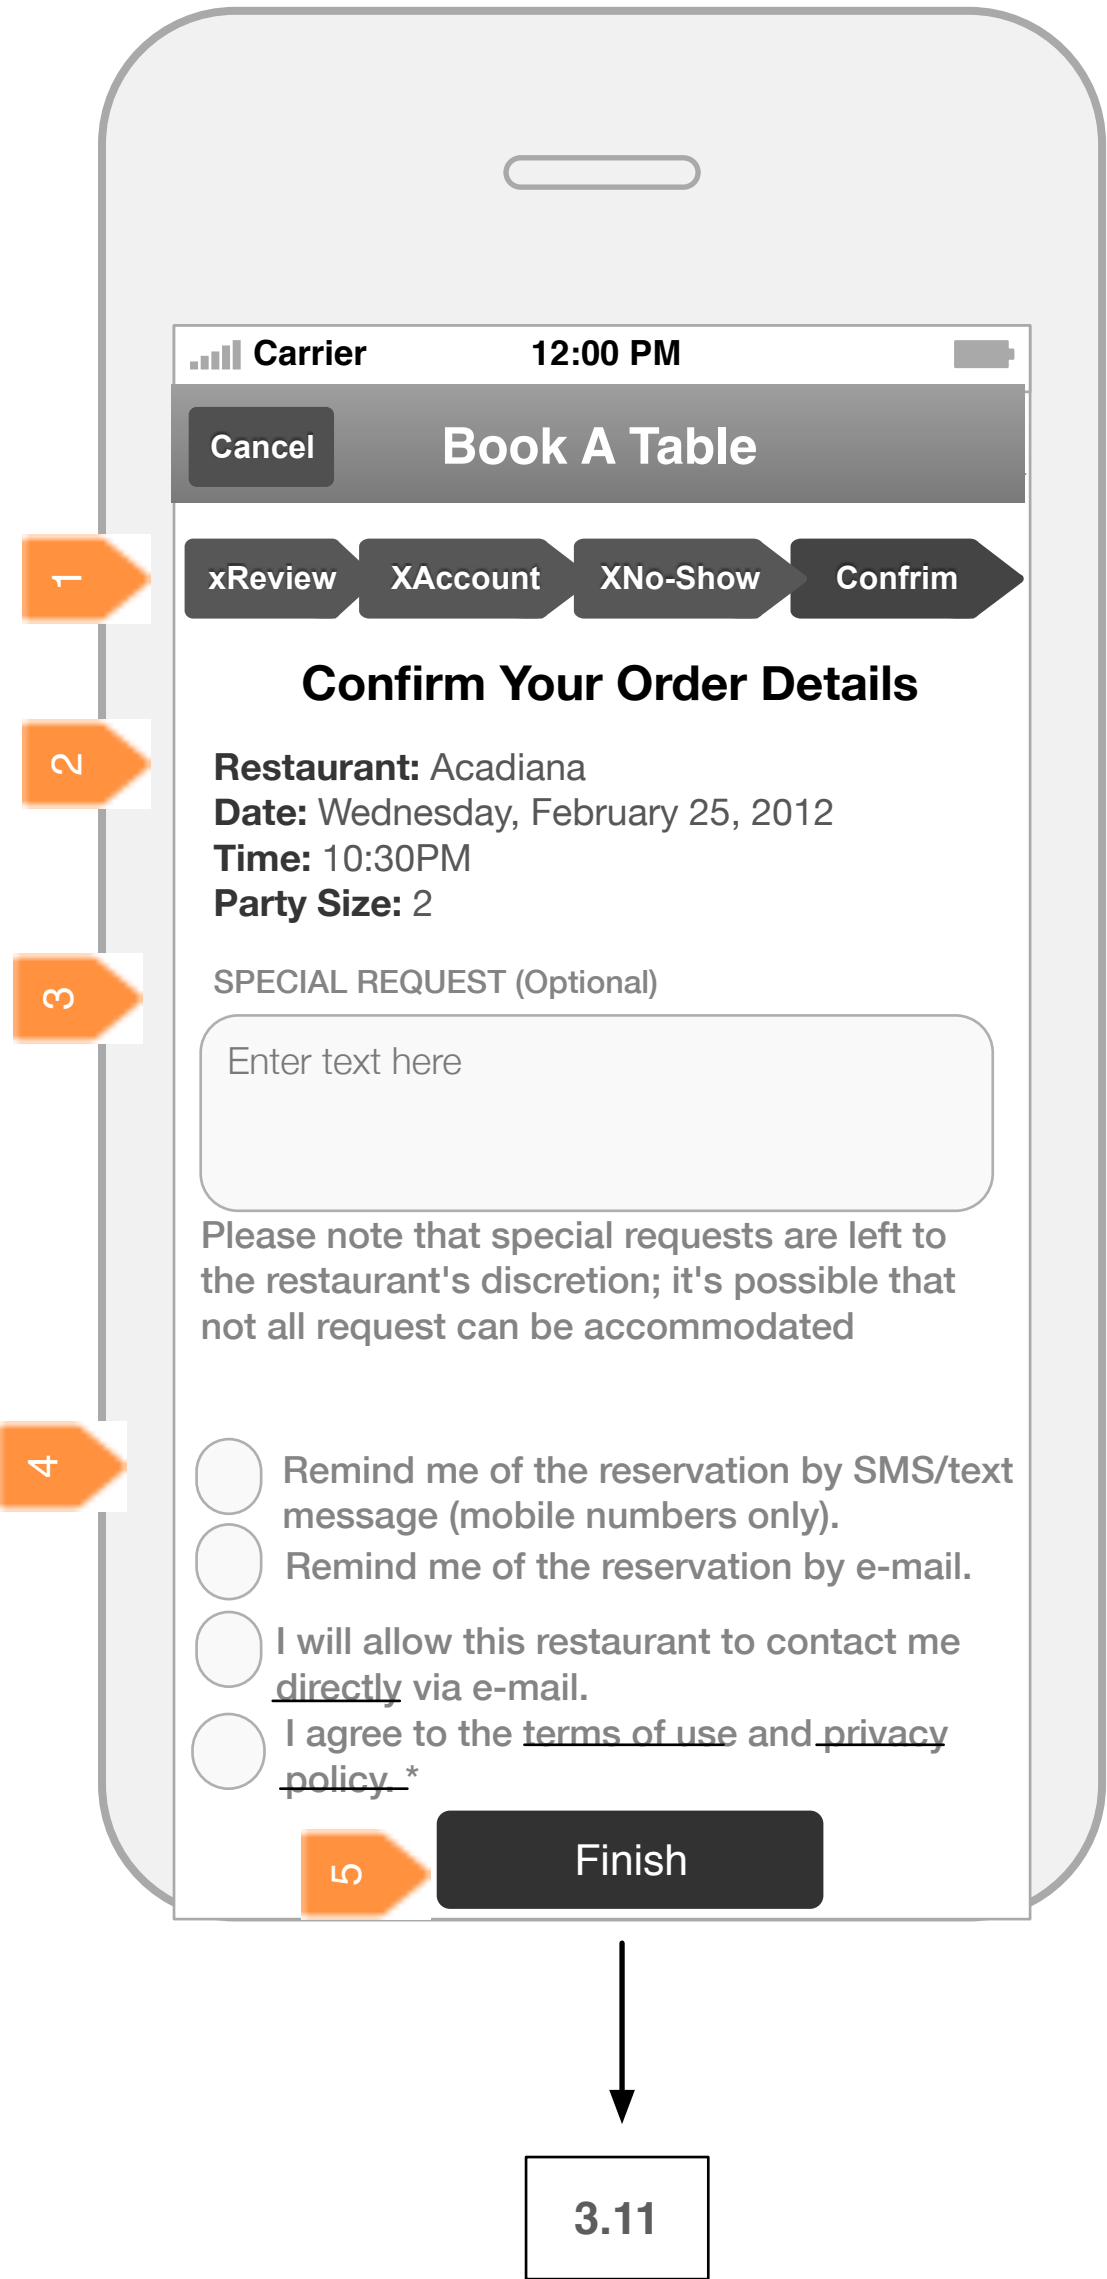 Carrier 12:00 PM
Cancel Book A Table
1
xReview XAccount XNo-Show Confrim
Confirm Your Order Details
2
Restaurant: Acadiana
Date: Wednesday, February 25, 2012
Time: 10:30PM
Party Size: 2
3
SPECIAL REQUEST (Optional)
Enter text here
Please note that special requests are left to
the restaurant's discretion; it's possible that
not all request can be accommodated
4
Remind me of the reservation by SMS/text
message (mobile numbers only).
Remind me of the reservation by e-mail.
I will allow this restaurant to contact me
directly via e-mail.
I agree to the terms of use and privacy
policy. *
5
Finish
3.11